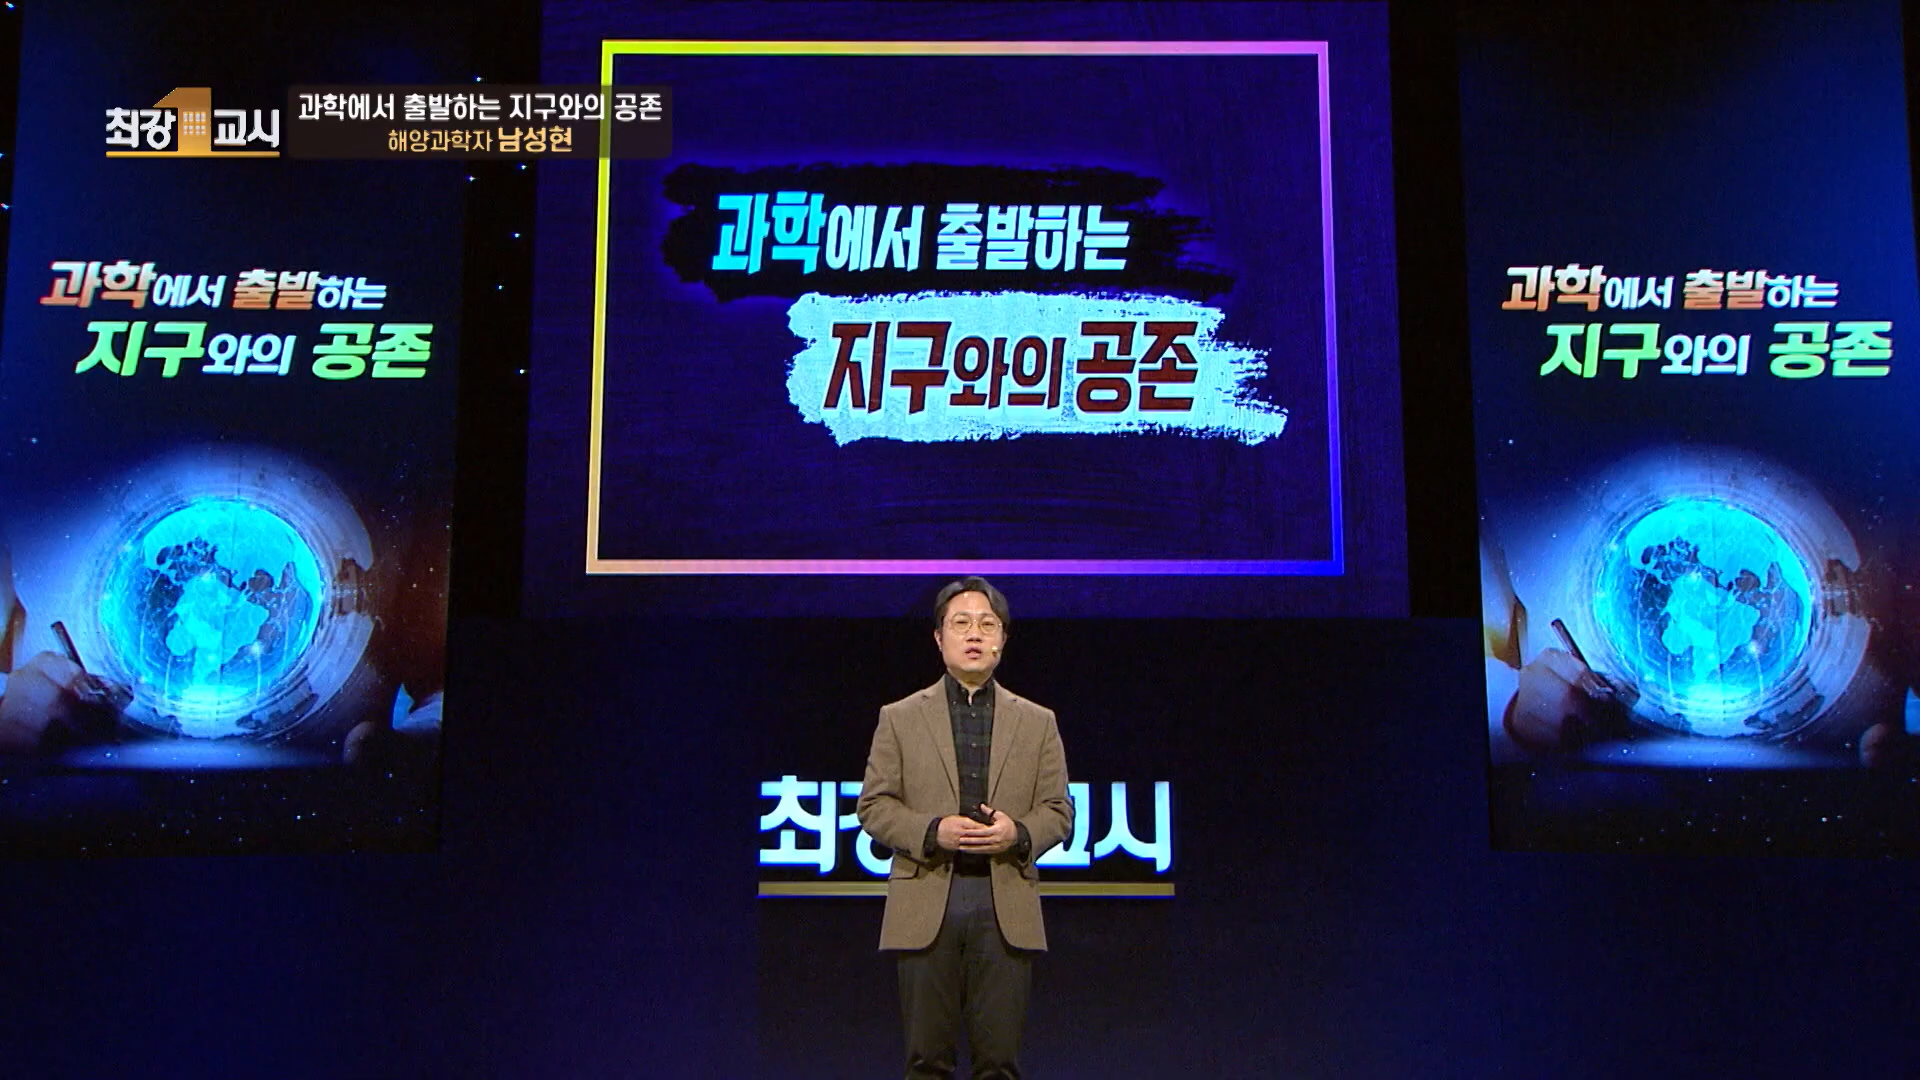 최강1교시
과학에서 출발하는 지구와의 공존
해양과학자 남성현
과학에서 출발하는
지구와의 공존
과학에서 출발하는
지구와의 공존
과학에서 출발하는
지구와의 공존
최강 교시